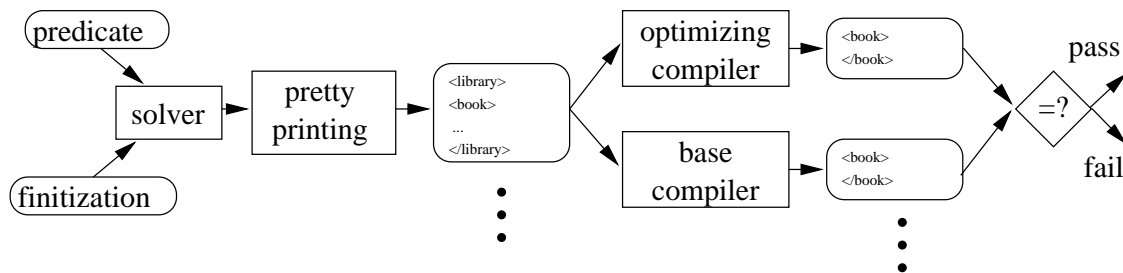 predicate
finitization
solver
pretty
printing
<library>
<book>
...
</library>
optimizing
compiler
base
compiler
<book>
</book>
<book>
</book>
=?
pass
fail